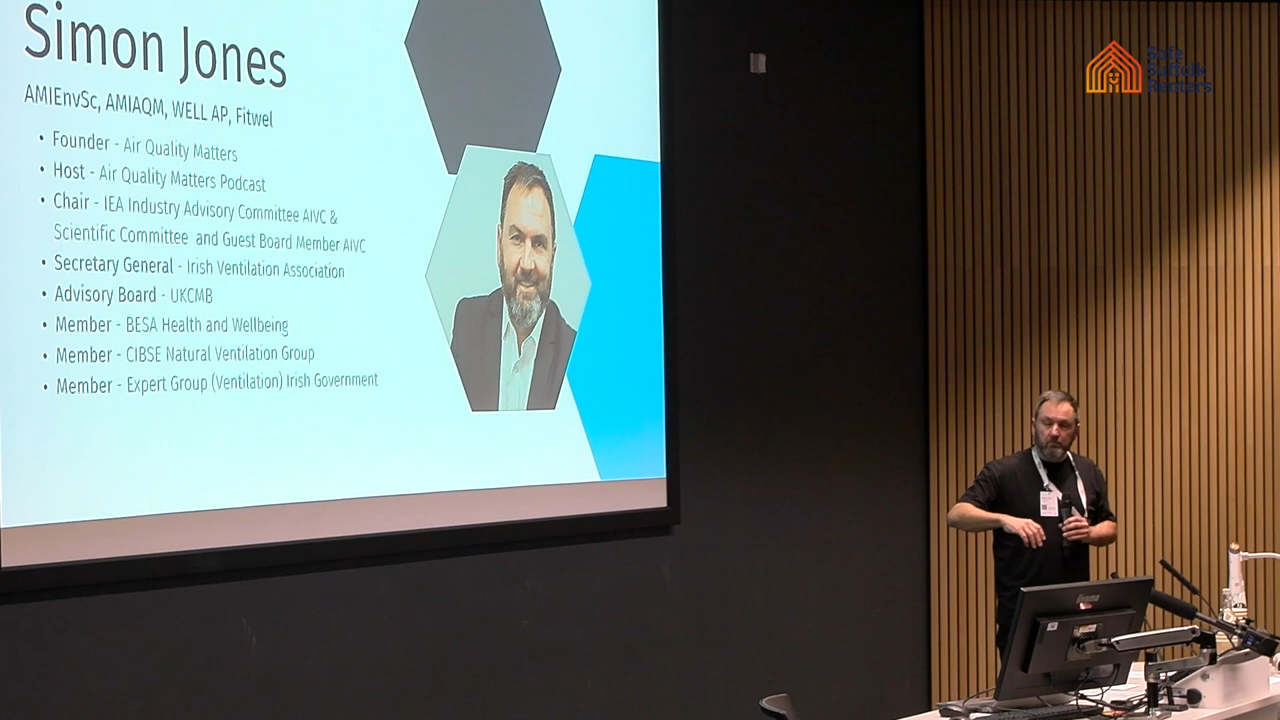 Simon Jones
AMIEnvSc, AMIAQM, WELL AP, Fitwel
• Founder - Air Quality Matters
• Host - Air Quality Matters Podcast
• Chair - IEA Industry Advisory Committee AIVC &
Scientific Committee and Guest Board Member AIVC
• Secretary General - Irish Ventilation Association
• Advisory Board - UKCMB
• Member - BESA Health and Wellbeing
• Member - CIBSE Natural Ventilation Group
• Member - Expert Group (Ventilation) Irish Government
Safe
Suffolk
Renters
iiyama